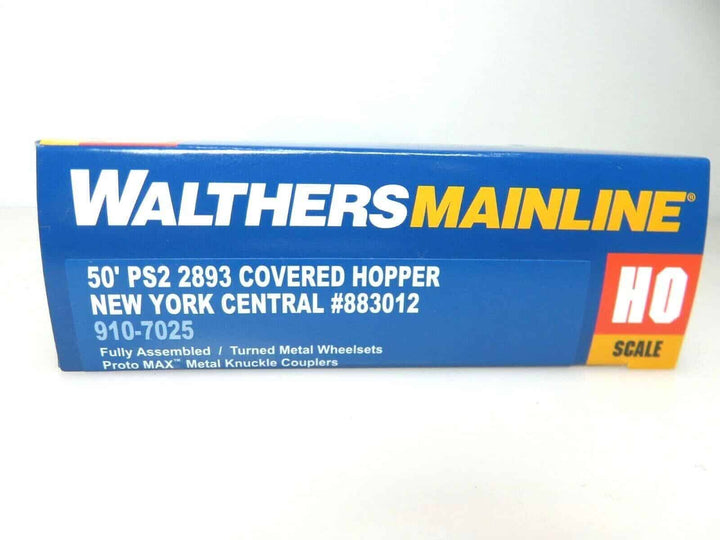 WALTHERSMAINLINE®
50' PS2 2893 COVERED HOPPER
NEW YORK CENTRAL #883012
910-7025
Fully Assembled / Turned Metal Wheelsets
Proto MAX™ Metal Knuckle Couplers
HO
SCALE